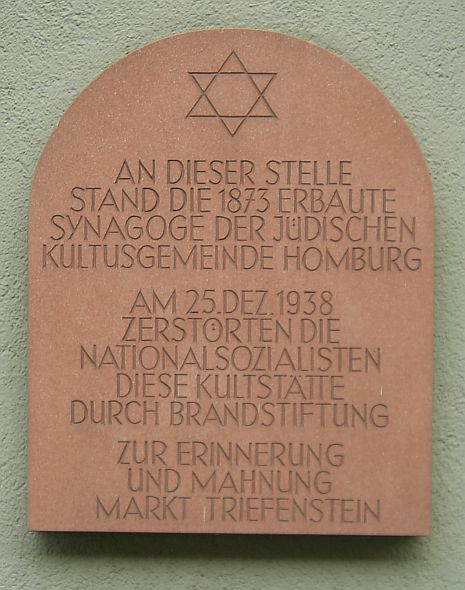 AN DIESER STELLE
STAND DIE 1873 ERBAUTE
SYNAGOGE DER JÜDISCHEN
KULTUSGEMEINDE HOMBURG
AM 25.DEZ.1938
ZERSTÖRTEN DIE
NATIONALSOZIALISTEN
DIESE KULTSTÄTTE
DURCH BRANDSTIFTUNG
ZUR ERINNERUNG
UND MAHNUNG
MARKT TRIEFENSTEIN